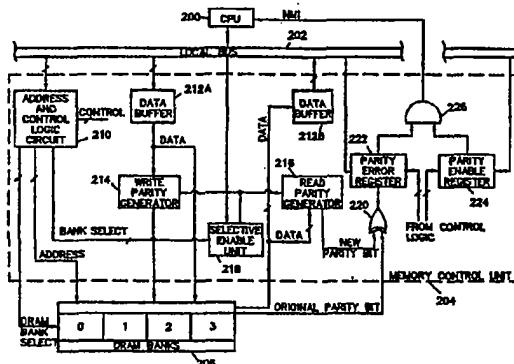 200
CPU
NMI
202
LOCAL BUS
ADDRESS AND CONTROL LOGIC CIRCUIT 210
CONTROL
212A
DATA BUFFER
DATA
DATA BUFFER
212B
DATA
226
222
PARITY ERROR REGISTER
PARITY ENABLE REGISTER
224
214
WRITE PARITY GENERATOR
216
READ PARITY GENERATOR
220
FROM CONTROL LOGIC
BANK SELECT
SELECTIVE ENABLE UNIT
218
DATA
NEW PARITY BIT
ADDRESS
MEMORY CONTROL UNIT
204
ORIGINAL PARITY BIT
DRAM BANK SELECT
0 1 2 3
DRAM BANKS